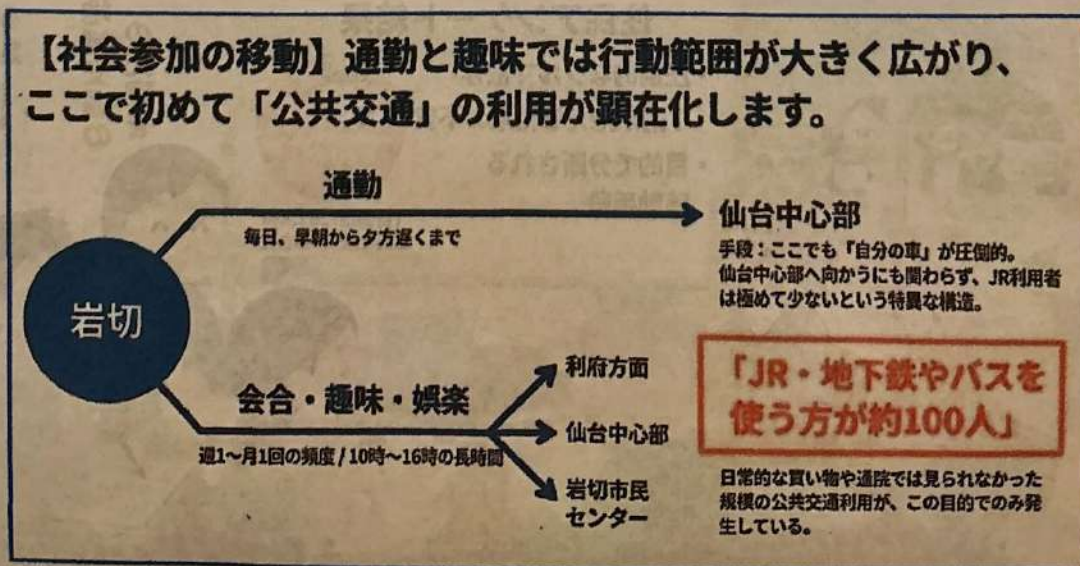 【社会参加の移動】通勤と趣味では行動範囲が大きく広がり、
ここで初めて「公共交通」の利用が顕在化します。
通勤
毎日、早朝から夕方遅くまで
仙台中心部
手段：ここでも「自分の車」が圧倒的。
仙台中心部へ向かうにも関わらず、JR利用者
は極めて少ないという特異な構造。
岩切
会合・趣味・娯楽
週1～月1回の頻度 / 10時～16時の長時間
利府方面
仙台中心部
岩切市民
センター
「JR・地下鉄やバスを
使う方が約100人」
日常的な買い物や通院では見られなかった
規模の公共交通利用が、この目的でのみ発
生している。